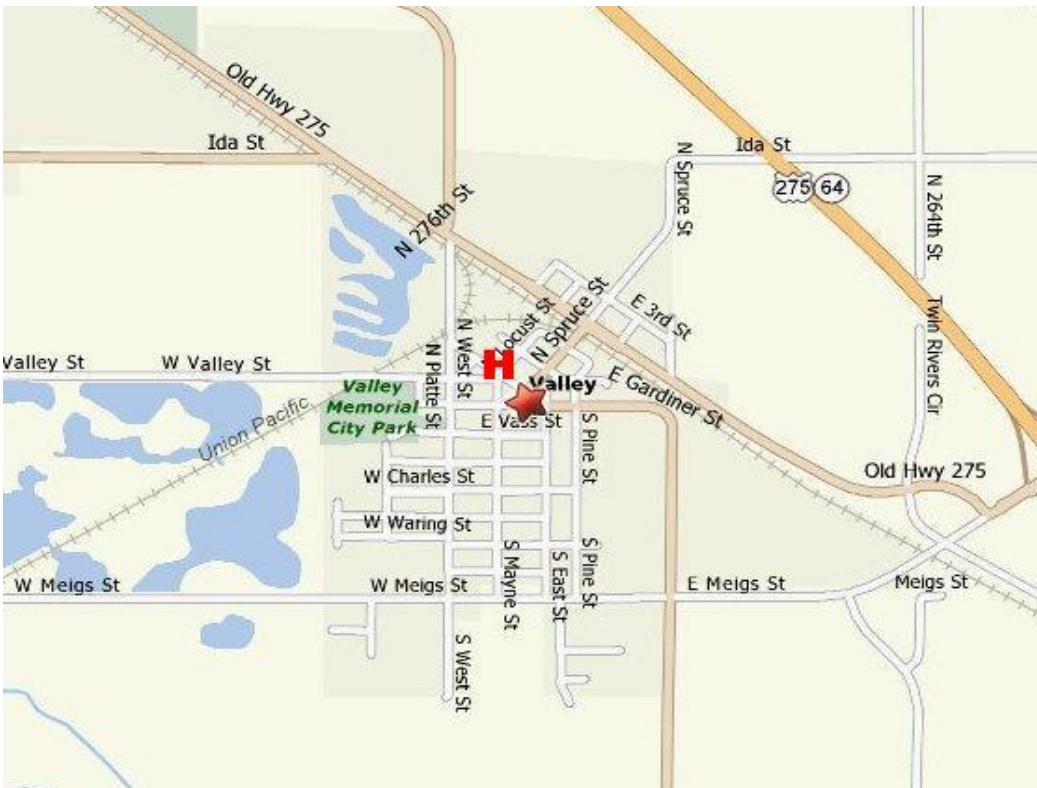 Old Hwy 275
Ida St
Ida St
N Spruce St
275
64
N 264th St
N 276th St
Locust St
N Spruce St
E 3rd St
Twin Rivers Cir
N West St
N Platte St
Valley St
W Valley St
H
Valley
E Gardiner St
Valley
Memorial
City Park
E Vass St
S Pine St
Union Pacific
W Charles St
Old Hwy 275
W Waring St
S Mayne St
S East St
S Pine St
W Meigs St
W Meigs St
E Meigs St
Meigs St
S West St